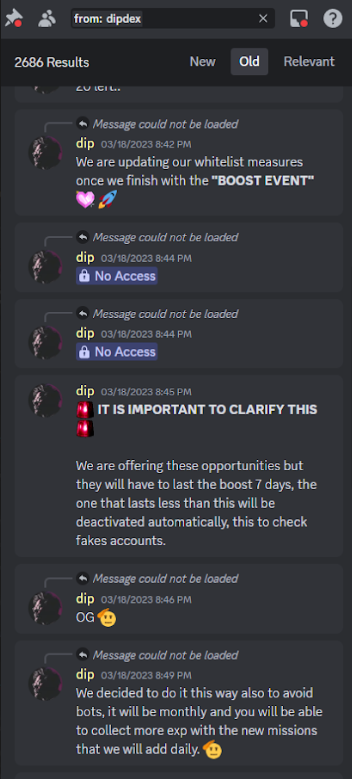 from: dipdex
2686 Results
New
Old
Relevant
20 left..
Message could not be loaded
dip 03/18/2023 8:42 PM
We are updating our whitelist measures
once we finish with the "BOOST EVENT"
💓 🚀
Message could not be loaded
dip 03/18/2023 8:44 PM
No Access
Message could not be loaded
dip 03/18/2023 8:44 PM
No Access
dip 03/18/2023 8:45 PM
🚨 IT IS IMPORTANT TO CLARIFY THIS
🚨
We are offering these opportunities but
they will have to last the boost 7 days, the
one that lasts less than this will be
deactivated automatically, this to check
fakes accounts.
Message could not be loaded
dip 03/18/2023 8:46 PM
OG 🫡
Message could not be loaded
dip 03/18/2023 8:49 PM
We decided to do it this way also to avoid
bots, it will be monthly and you will be able
to collect more exp with the new missions
that we will add daily. 🫡